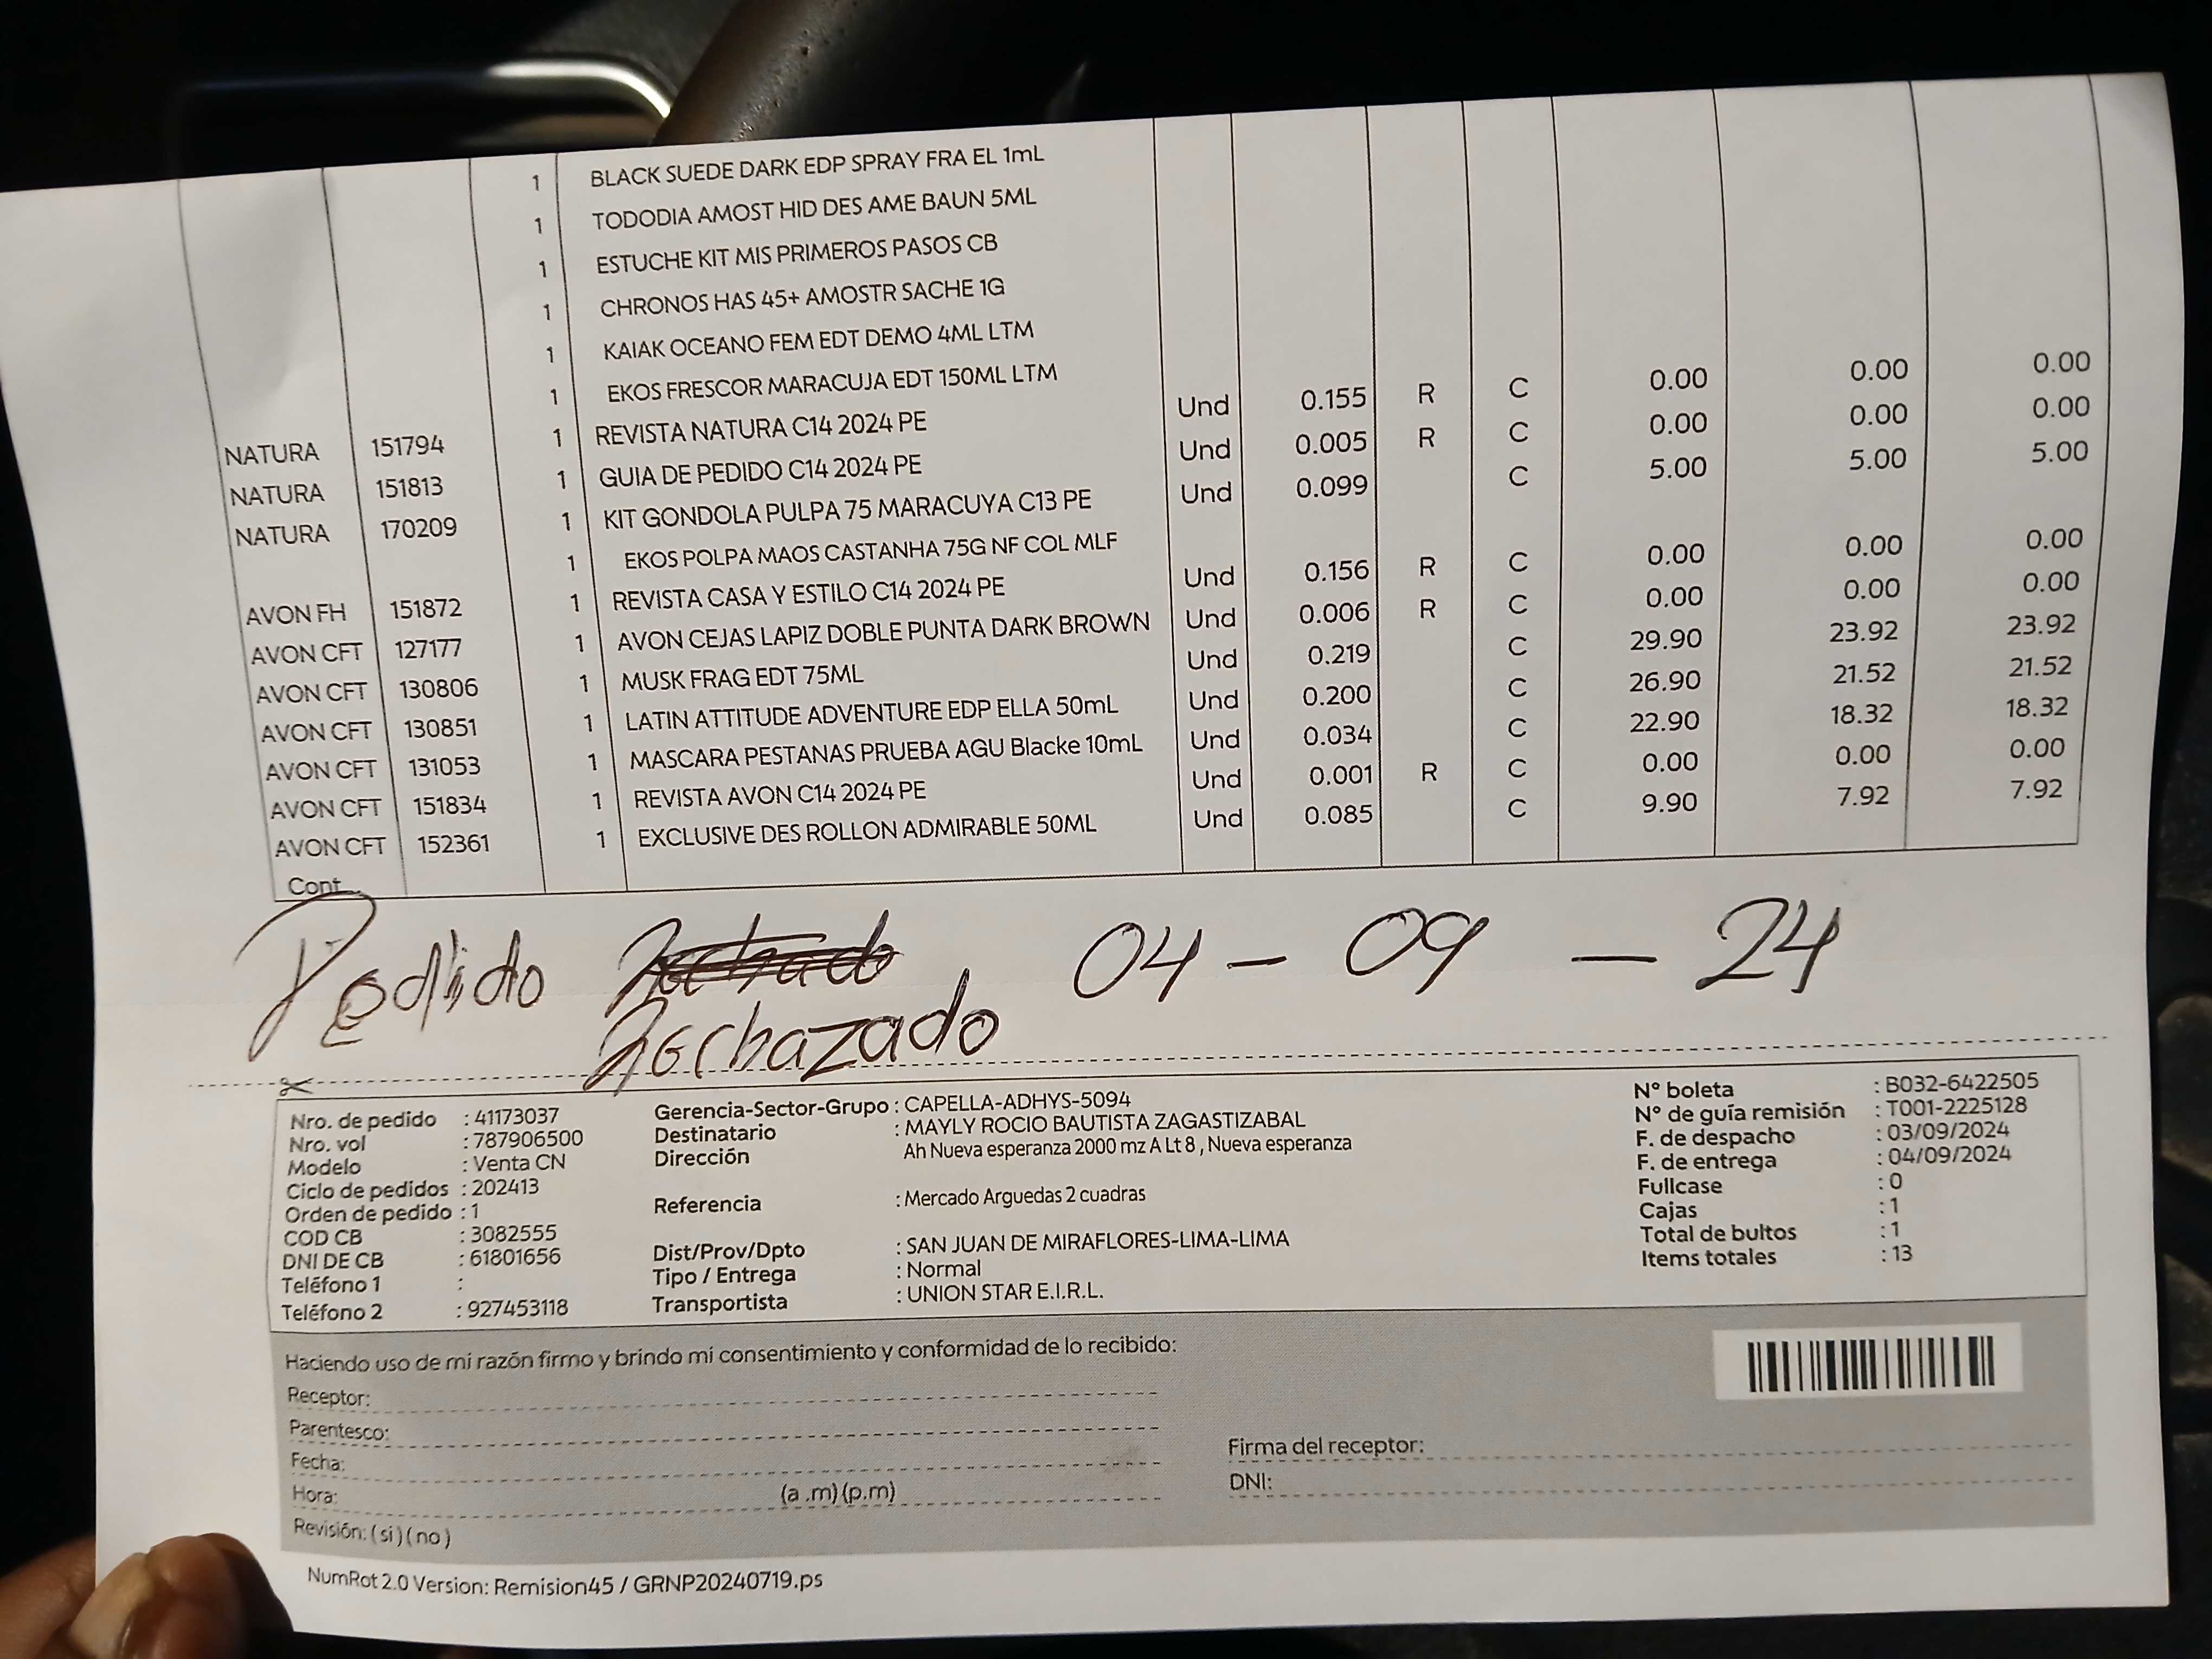 1 BLACK SUEDE DARK EDP SPRAY FRA EL 1mL
1 TODODIA AMOST HID DES AME BAUN 5ML
1 ESTUCHE KIT MIS PRIMEROS PASOS CB
1 CHRONOS HAS 45+ AMOSTR SACHE 1G
1 KAIAK OCEANO FEM EDT DEMO 4ML LTM
1 EKOS FRESCOR MARACUJA EDT 150ML LTM
NATURA 151794 1 REVISTA NATURA C14 2024 PE Und 0.155 R C 0.00 0.00 0.00
NATURA 151813 1 GUIA DE PEDIDO C14 2024 PE Und 0.005 R C 0.00 0.00 0.00
NATURA 170209 1 KIT GONDOLA PULPA 75 MARACUYA C13 PE Und 0.099 C 5.00 5.00 5.00
1 EKOS POLPA MAOS CASTANHA 75G NF COL MLF
AVON FH 151872 1 REVISTA CASA Y ESTILO C14 2024 PE Und 0.156 R C 0.00 0.00 0.00
AVON CFT 127177 1 AVON CEJAS LAPIZ DOBLE PUNTA DARK BROWN Und 0.006 R C 0.00 0.00 0.00
AVON CFT 130806 1 MUSK FRAG EDT 75ML Und 0.219 C 29.90 23.92 23.92
AVON CFT 130851 1 LATIN ATTITUDE ADVENTURE EDP ELLA 50mL Und 0.200 C 26.90 21.52 21.52
AVON CFT 131053 1 MASCARA PESTANAS PRUEBA AGU Blacke 10mL Und 0.034 C 22.90 18.32 18.32
AVON CFT 151834 1 REVISTA AVON C14 2024 PE Und 0.001 R C 0.00 0.00 0.00
AVON CFT 152361 1 EXCLUSIVE DES ROLLON ADMIRABLE 50ML Und 0.085 C 9.90 7.92 7.92
Cont...
Pedido 04 - 09 - 24
Rechazado
Nro. de pedido : 41173037
Nro. vol : 787906500
Modelo : Venta CN
Ciclo de pedidos : 202413
Orden de pedido : 1
COD CB : 3082555
DNI DE CB : 61801656
Teléfono 1 :
Teléfono 2 : 927453118
Gerencia-Sector-Grupo : CAPELLA-ADHYS-5094
Destinatario : MAYLY ROCIO BAUTISTA ZAGASTIZABAL
Dirección Ah Nueva esperanza 2000 mz A Lt 8 , Nueva esperanza
Referencia : Mercado Arguedas 2 cuadras
Dist/Prov/Dpto : SAN JUAN DE MIRAFLORES-LIMA-LIMA
Tipo / Entrega : Normal
Transportista : UNION STAR E.I.R.L.
N° boleta : B032-6422505
N° de guía remisión : T001-2225128
F. de despacho : 03/09/2024
F. de entrega : 04/09/2024
Fullcase : 0
Cajas : 1
Total de bultos : 1
Items totales : 13
Haciendo uso de mi razón firmo y brindo mi consentimiento y conformidad de lo recibido:
Receptor:
Parentesco:
Fecha:
Hora: (a .m) (p.m)
Revisión: ( si ) ( no )
Firma del receptor:
DNI:
NumRot 2.0 Version: Remision45 / GRNP20240719.ps